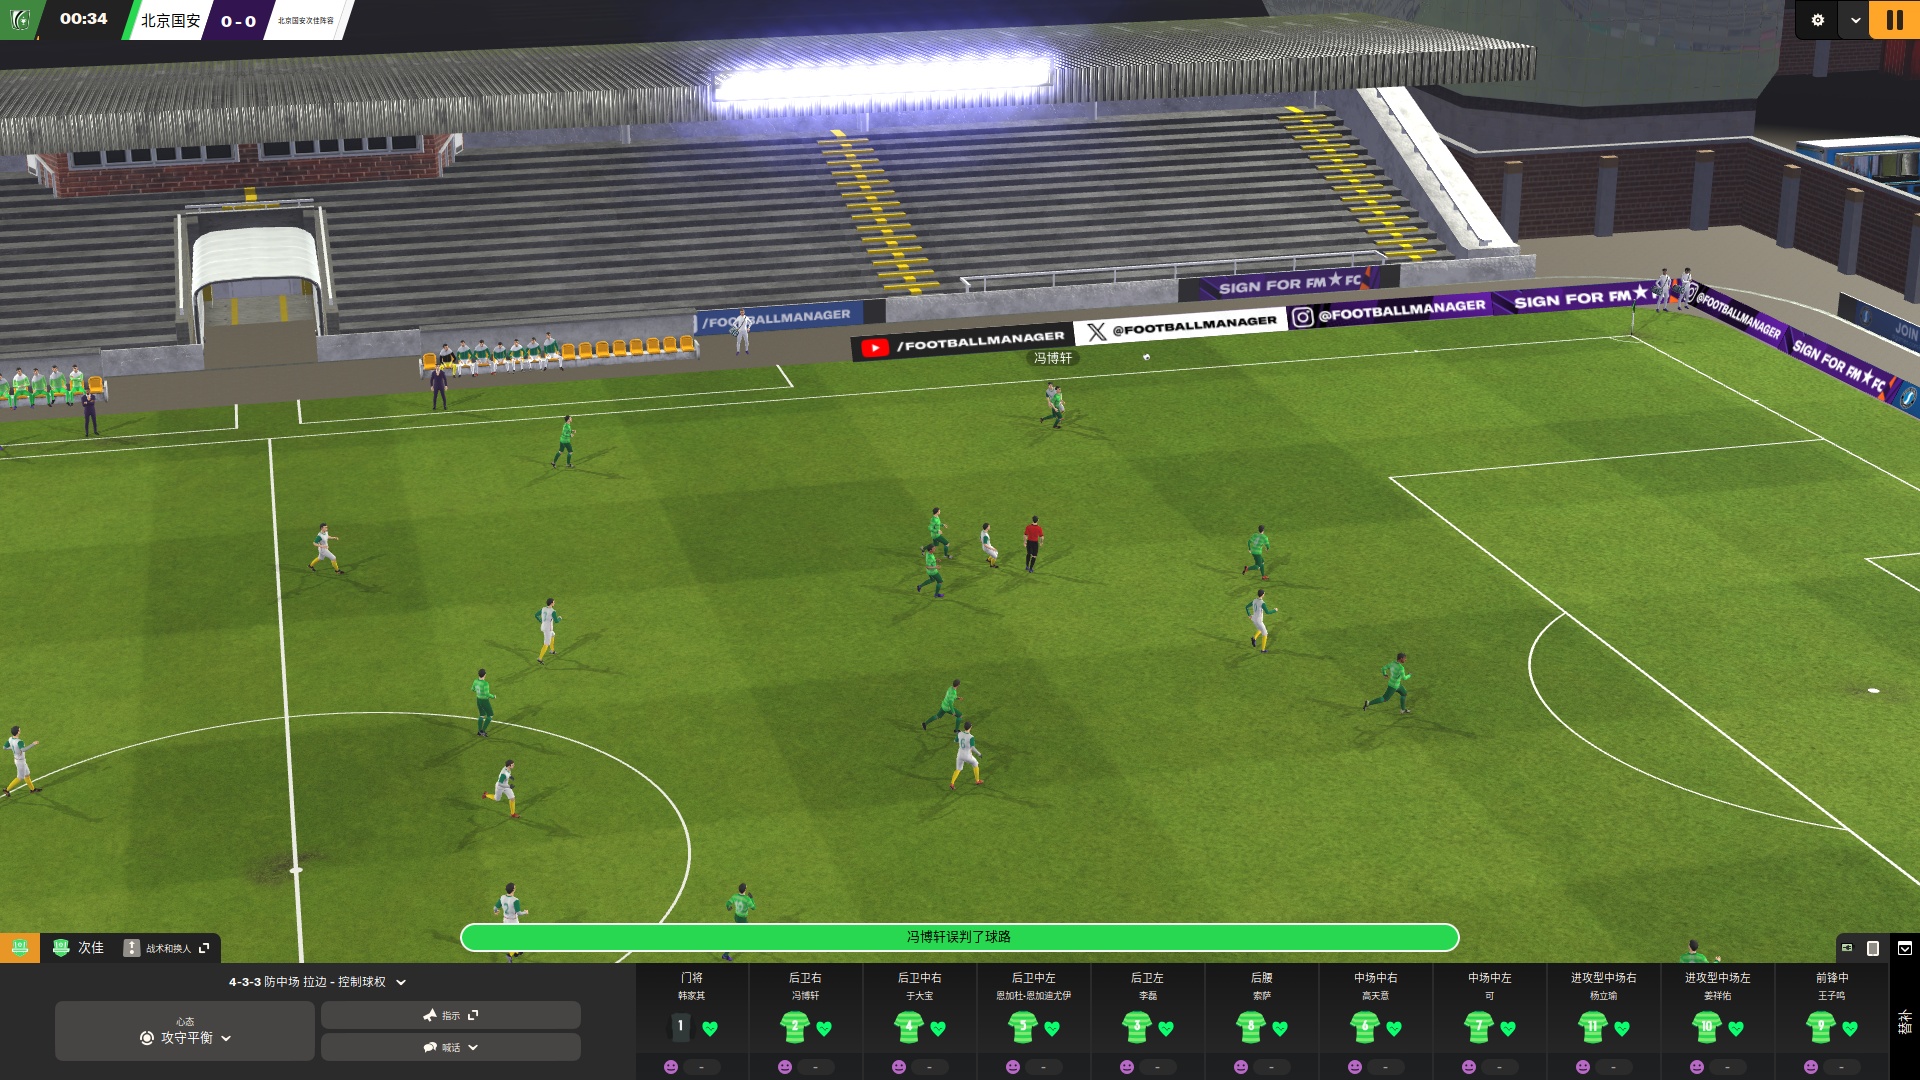 00:34
北京国安
0 - 0
北京国安次佳阵容
SIGN FOR FM★FC
/FOOTBALLMANAGER
/FOOTBALLMANAGER
@FOOTBALLMANAGER
@FOOTBALLMANAGER
SIGN FOR FM★
@FOOTBALLMANAGER
SIGN FOR FM★FC
JOIN
冯博轩
冯博轩误判了球路
次佳
战术和换人
4-3-3 防中场 拉边 - 控制球权
心态
攻守平衡
指示
喊话
门将
韩家其
1
-
后卫右
冯博轩
2
-
后卫中右
于大宝
4
-
后卫中左
恩加杜·恩加迪尤伊
5
-
后卫左
李磊
3
-
后腰
索萨
8
-
中场中右
高天意
6
-
中场中左
可
7
-
进攻型中场右
杨立瑜
11
-
进攻型中场左
姜祥佑
10
-
前锋中
王子鸣
9
-
替补